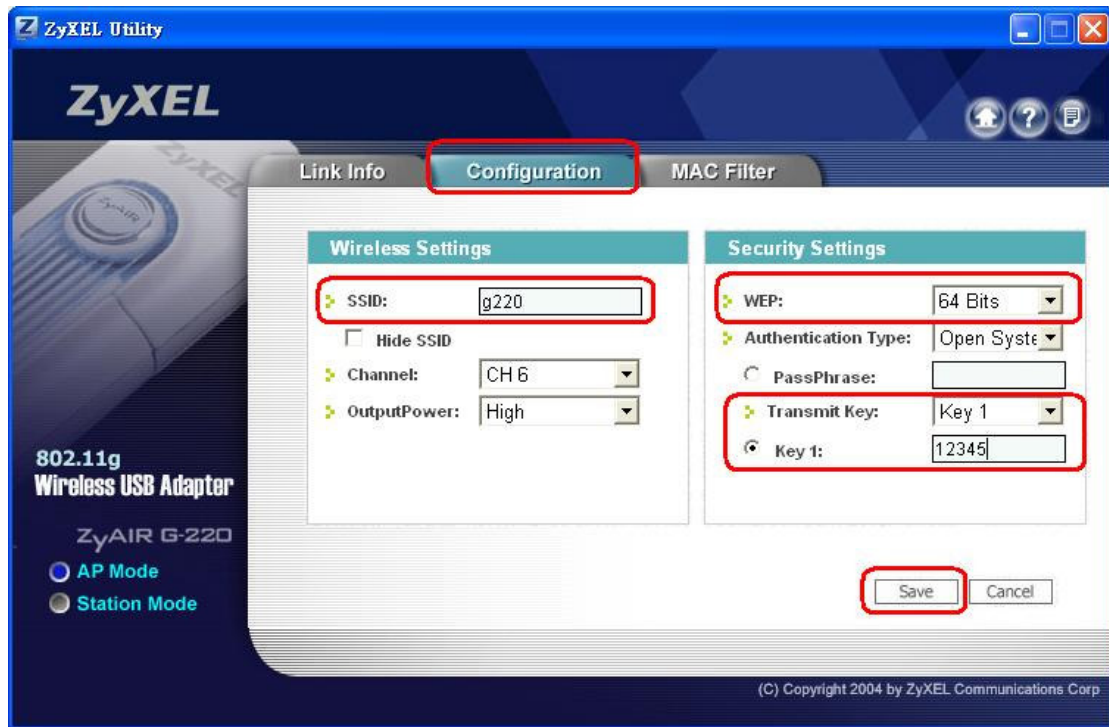 ZyXEL Utility
ZyXEL
ZyXEL
ZyAIR
Link Info
Configuration
MAC Filter
Wireless Settings
SSID: g220
Hide SSID
Channel: CH 6
OutputPower: High
Security Settings
WEP: 64 Bits
Authentication Type: Open Syste
PassPhrase:
Transmit Key: Key 1
Key 1: 12345
802.11g
Wireless USB Adapter
ZyAIR G-220
AP Mode
Station Mode
Save
Cancel
(C) Copyright 2004 by ZyXEL Communications Corp